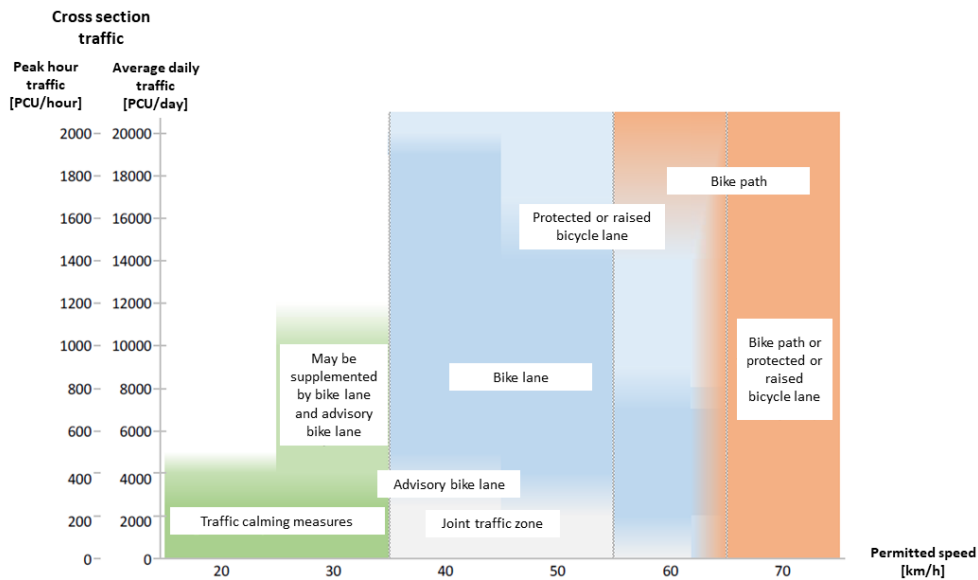 Cross section
traffic
Peak hour
traffic
[PCU/hour]
Average daily
traffic
[PCU/day]
2000
20000
1800
18000
1600
16000
1400
14000
1200
12000
1000
10000
800
8000
600
6000
400
4000
200
2000
0
0
Bike path
Protected or raised
bicycle lane
May be
supplemented
by bike lane
and advisory
bike lane
Bike lane
Bike path or
protected or
raised
bicycle lane
Advisory bike lane
Traffic calming measures
Joint traffic zone
20
30
40
50
60
70
Permitted speed
[km/h]